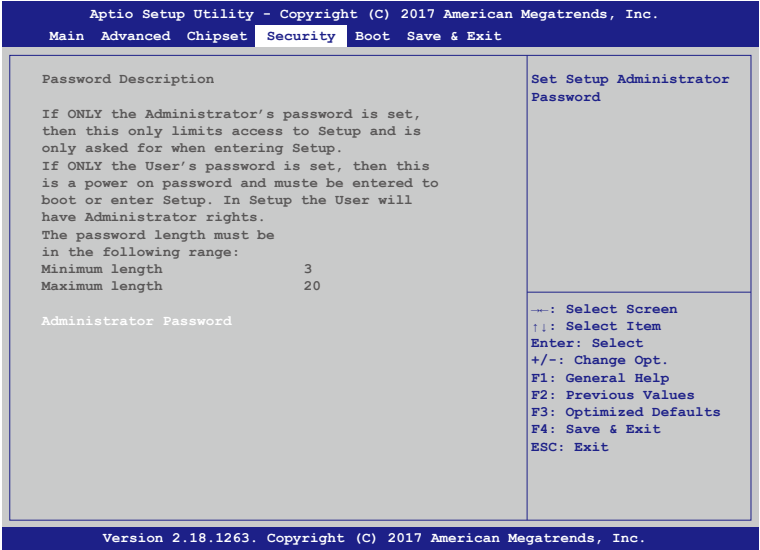 Aptio Setup Utility - Copyright (C) 2017 American Megatrends, Inc.
Main Advanced Chipset Security Boot Save & Exit
Password Description
If ONLY the Administrator's password is set,
then this only limits access to Setup and is
only asked for when entering Setup.
If ONLY the User's password is set, then this
is a power on password and muste be entered to
boot or enter Setup. In Setup the User will
have Administrator rights.
The password length must be
in the following range:
Minimum length 3
Maximum length 20
Administrator Password
Set Setup Administrator
Password
→←: Select Screen
↑↓: Select Item
Enter: Select
+/-: Change Opt.
F1: General Help
F2: Previous Values
F3: Optimized Defaults
F4: Save & Exit
ESC: Exit
Version 2.18.1263. Copyright (C) 2017 American Megatrends, Inc.